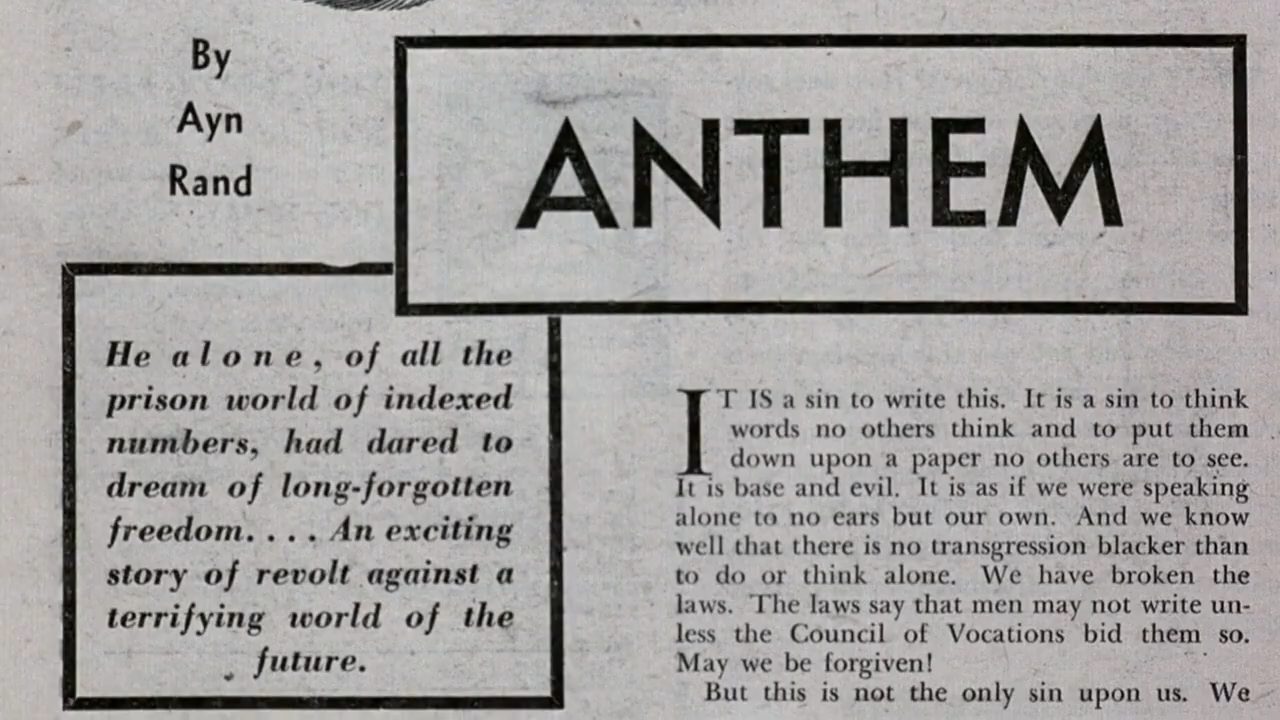 By
Ayn
Rand
ANTHEM
He alone, of all the
prison world of indexed
numbers, had dared to
dream of long-forgotten
freedom. . . . An exciting
story of revolt against a
terrifying world of the
future.
IT IS a sin to write this. It is a sin to think
words no others think and to put them
down upon a paper no others are to see.
It is base and evil. It is as if we were speaking
alone to no ears but our own. And we know
well that there is no transgression blacker than
to do or think alone. We have broken the
laws. The laws say that men may not write un-
less the Council of Vocations bid them so.
May we be forgiven!
But this is not the only sin upon us. We